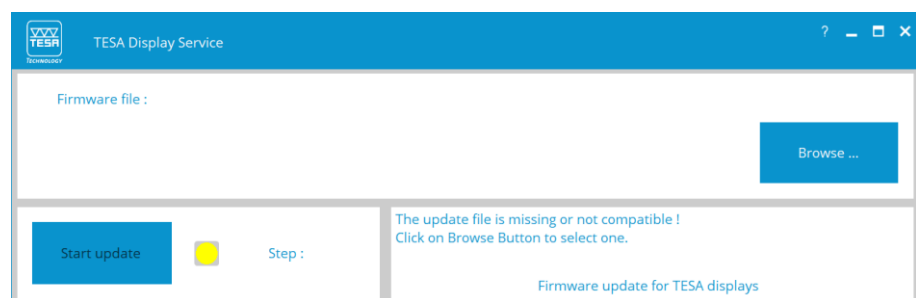 TESA
TECHNOLOGY
TESA Display Service
?
Firmware file :
Browse ...
Start update
Step :
The update file is missing or not compatible !
Click on Browse Button to select one.
Firmware update for TESA displays